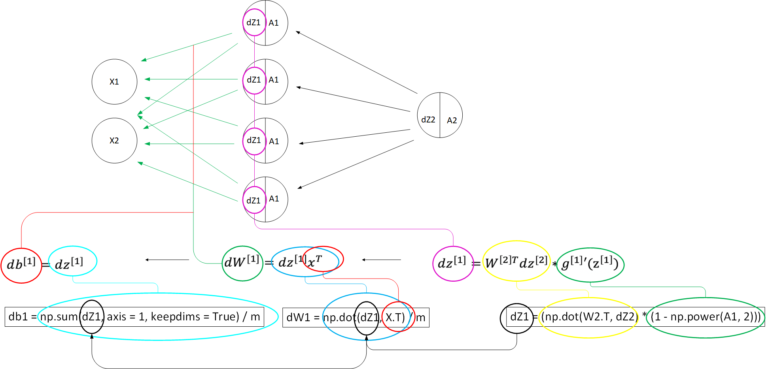 dZ1 A1
X1
dZ1 A1
dZ2 A2
X2
dZ1 A1
dZ1 A1
db^[1] = dz^[1]
dW^[1] = dz^[1]x^T
dz^[1] = W^[2]T dz^[2] * g^[1]′(z^[1])
db1 = np.sum(dZ1, axis = 1, keepdims = True) / m
dW1 = np.dot(dZ1, X.T) / m
dZ1 = (np.dot(W2.T, dZ2) * (1 - np.power(A1, 2)))